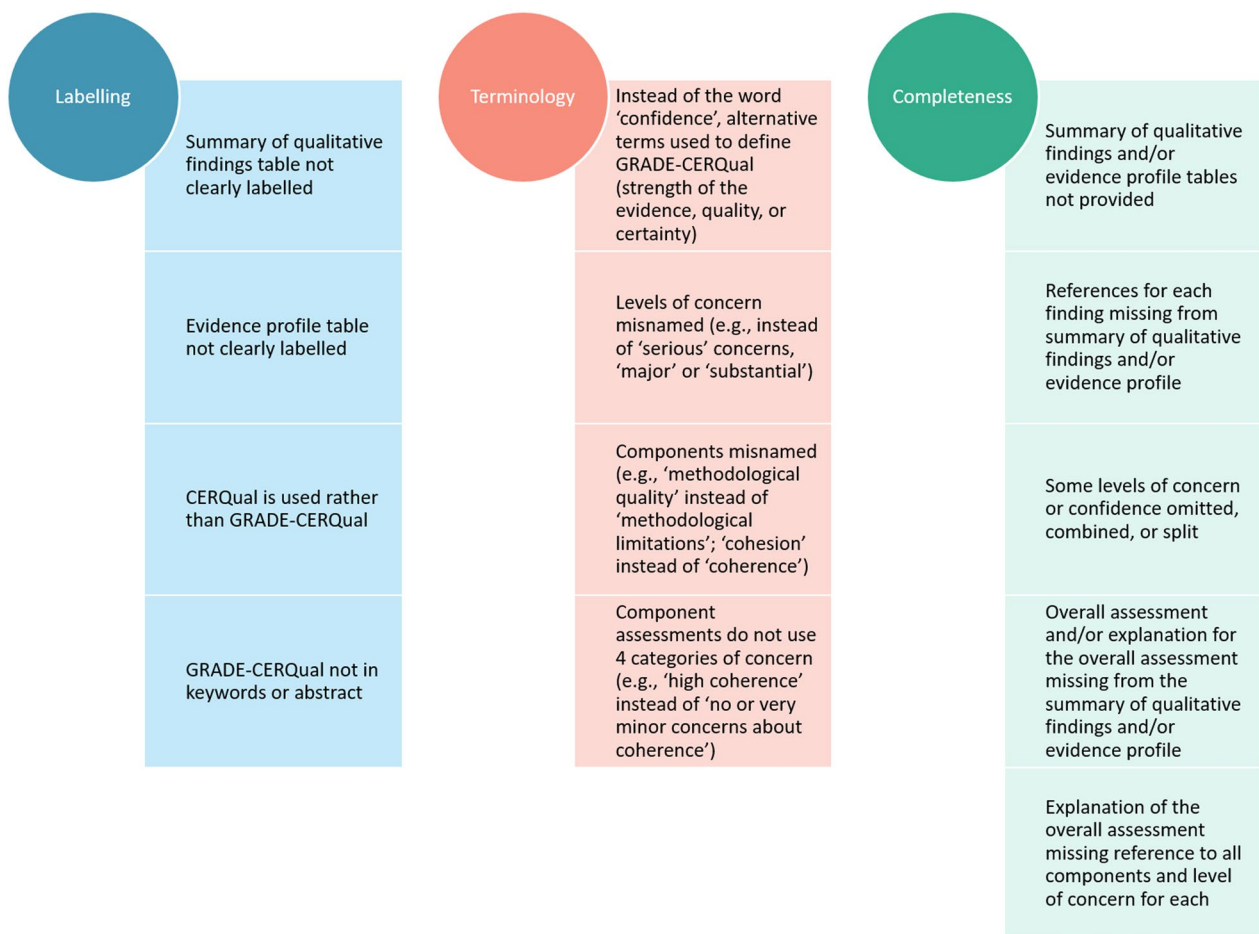 Labelling
Summary of qualitative
findings table not
clearly labelled
Evidence profile table
not clearly labelled
CERQual is used rather
than GRADE-CERQual
GRADE-CERQual not in
keywords or abstract
Terminology
Instead of the word
‘confidence’, alternative
terms used to define
GRADE-CERQual
(strength of the
evidence, quality, or
certainty)
Levels of concern
misnamed (e.g., instead
of ‘serious’ concerns,
‘major’ or ‘substantial’)
Components misnamed
(e.g., ‘methodological
quality’ instead of
‘methodological
limitations’; ‘cohesion’
instead of ‘coherence’)
Component
assessments do not use
4 categories of concern
(e.g., ‘high coherence’
instead of ‘no or very
minor concerns about
coherence’)
Completeness
Summary of qualitative
findings and/or
evidence profile tables
not provided
References for each
finding missing from
summary of qualitative
findings and/or
evidence profile
Some levels of concern
or confidence omitted,
combined, or split
Overall assessment
and/or explanation for
the overall assessment
missing from the
summary of qualitative
findings and/or
evidence profile
Explanation of the
overall assessment
missing reference to all
components and level
of concern for each